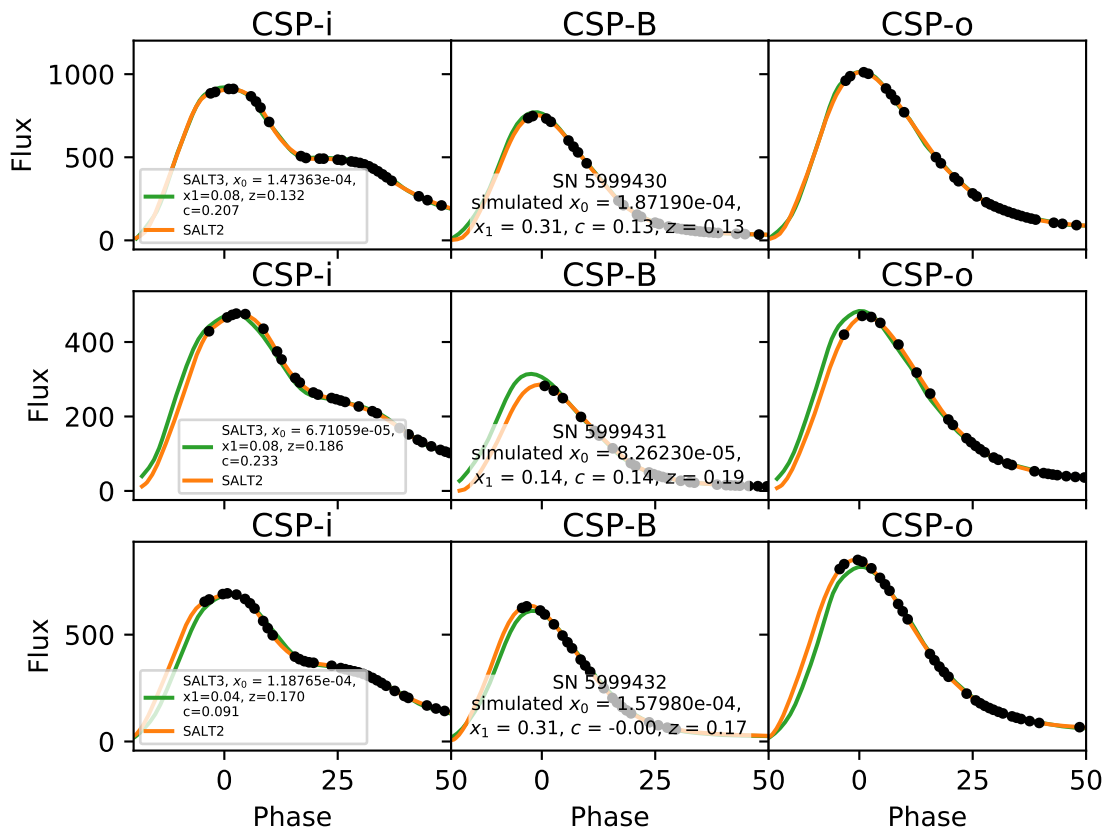 CSP-i CSP-B CSP-o
Flux
1000
500
0
SALT3, x₀ = 1.47363e-04,
x1=0.08, z=0.132
c=0.207
SALT2
SN 5999430
simulated x₀ = 1.87190e-04,
x₁ = 0.31, c = 0.13, z = 0.13
CSP-i CSP-B CSP-o
Flux
400
200
0
SALT3, x₀ = 6.71059e-05,
x1=0.08, z=0.186
c=0.233
SALT2
SN 5999431
simulated x₀ = 8.26230e-05,
x₁ = 0.14, c = 0.14, z = 0.19
CSP-i CSP-B CSP-o
Flux
500
0
SALT3, x₀ = 1.18765e-04,
x1=0.04, z=0.170
c=0.091
SALT2
SN 5999432
simulated x₀ = 1.57980e-04,
x₁ = 0.31, c = -0.00, z = 0.17
0 25 50 0 25 50 0 25 50
Phase Phase Phase